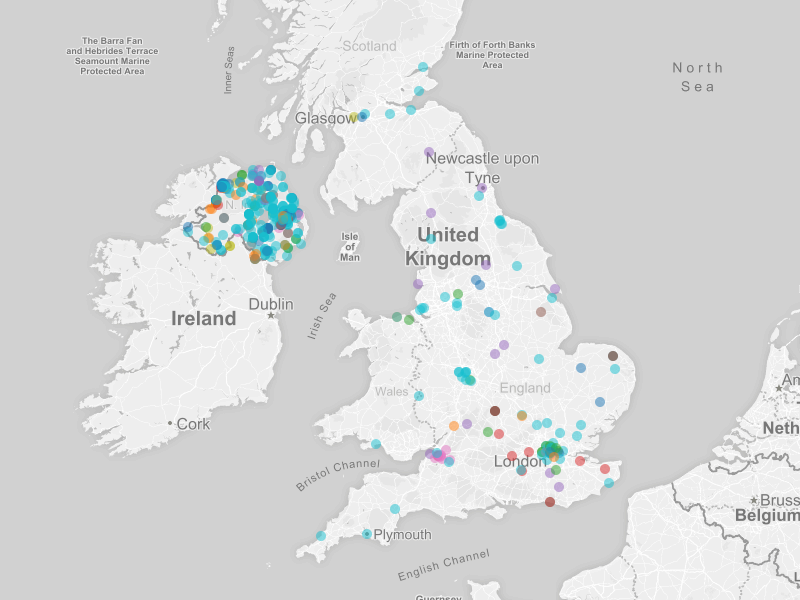 The Barra Fan
and Hebrides Terrace
Seamount Marine
Protected Area
Inner Seas
Scotland
Firth of Forth Banks
Marine Protected
Area
North
Sea
Glasgow
Newcastle upon
Tyne
N.
Isle
of
Man
United
Kingdom
Irish Sea
Dublin
Ireland
Wales
England
Cork
London
Bristol Channel
Plymouth
English Channel
Guernsey
Am
Neth
Bruss
Belgium
L